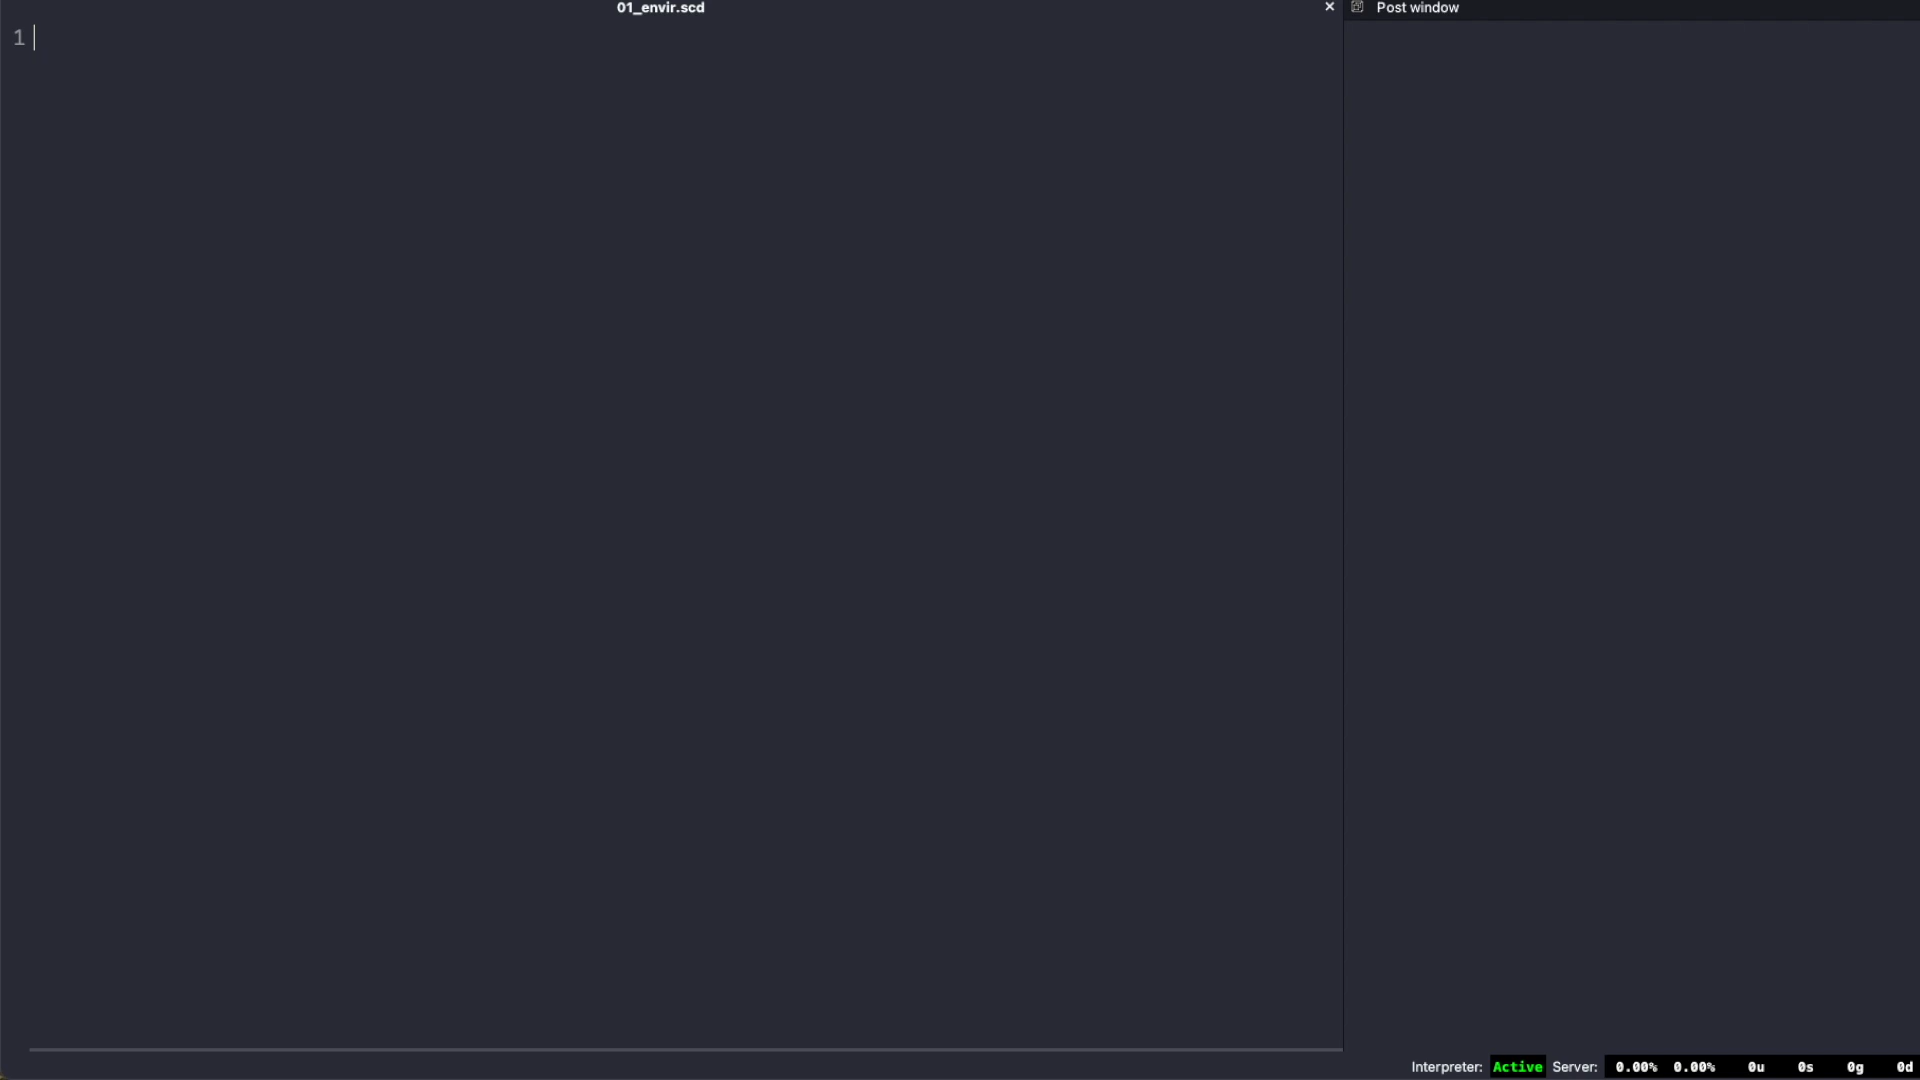 01_envir.scd
Post window
1
Interpreter: Active Server: 0.00% 0.00% 0u 0s 0g 0d